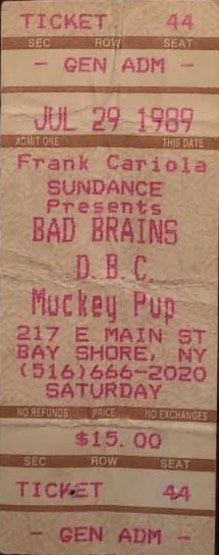 TICKET 44
SEC ROW SEAT
- GEN ADM -
JUL 29 1989
ADMIT ONE THIS DATE
Frank Cariola
SUNDANCE
Presents
BAD BRAINS
D.B.C.
Muckey Pup
217 E MAIN ST
BAY SHORE, NY
(516)666-2020
SATURDAY
NO REFUNDS PRICE NO EXCHANGES
$15.00
SEC ROW SEAT
TICKET 44
- GEN ADM -